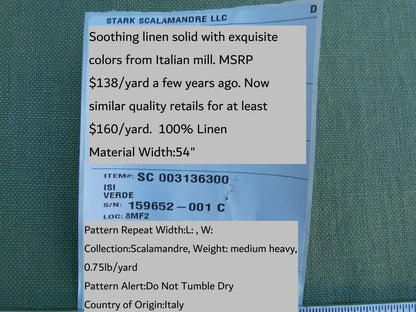 STARK SCALAMANDRE LLC
D
Soothing linen solid with exquisite
colors from Italian mill. MSRP
$138/yard a few years ago. Now
similar quality retails for at least
$160/yard.  100% Linen
Material Width:54"
ITEM#: SC 003136300
ISI
VERDE
S/N: 159652-001 C
LOC: 8MF2
Pattern Repeat Width:L: , W:
Collection:Scalamandre, Weight: medium heavy,
0.75lb/yard
Pattern Alert:Do Not Tumble Dry
Country of Origin:Italy